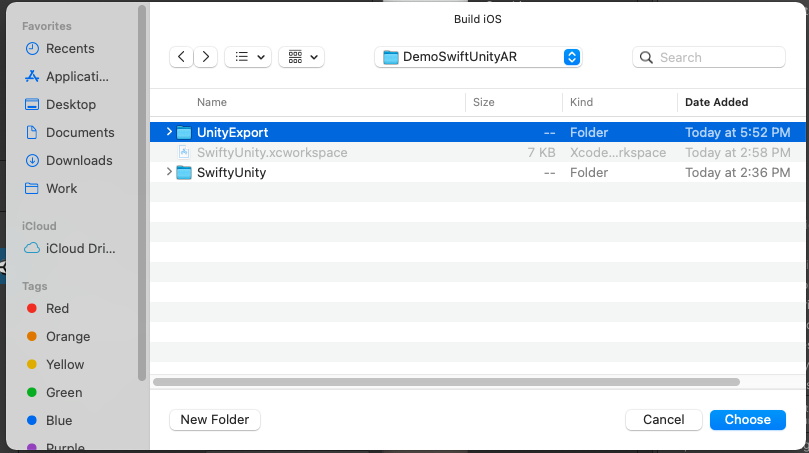 Build iOS
Favorites
Recents
Applicati...
Desktop
Documents
Downloads
Work
iCloud
iCloud Dri...
Tags
Red
Orange
Yellow
Green
Blue
Purple
DemoSwiftUnityAR
Search
Name Size Kind Date Added
UnityExport -- Folder Today at 5:52 PM
SwiftyUnity.xcworkspace 7 KB Xcode...rkspace Today at 2:58 PM
SwiftyUnity -- Folder Today at 2:36 PM
New Folder Cancel Choose